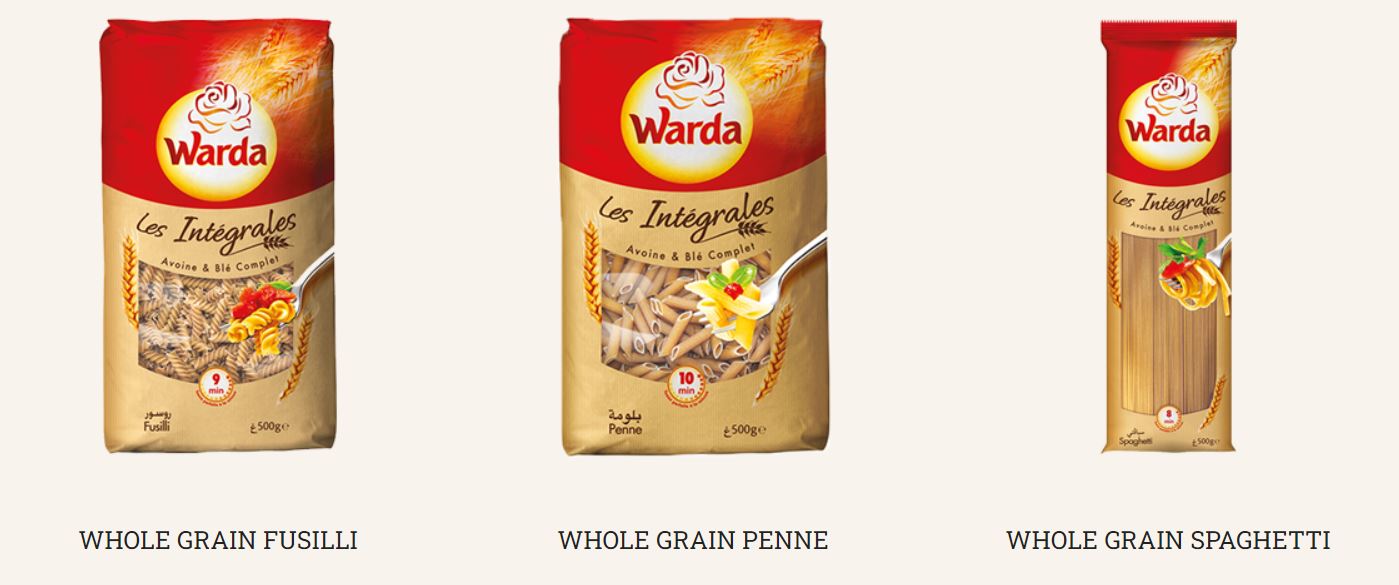 Warda
Les Intégrales
Avoine & Blé Complet
9
min
روسور
Fusilli
500g غ e
WHOLE GRAIN FUSILLI
Warda
Les Intégrales
Avoine & Blé Complet
10
min
بلومة
Penne
500g غ e
WHOLE GRAIN PENNE
Warda
Les Intégrales
Avoine & Blé Complet
8
min
Spaghetti
500g غ e
WHOLE GRAIN SPAGHETTI